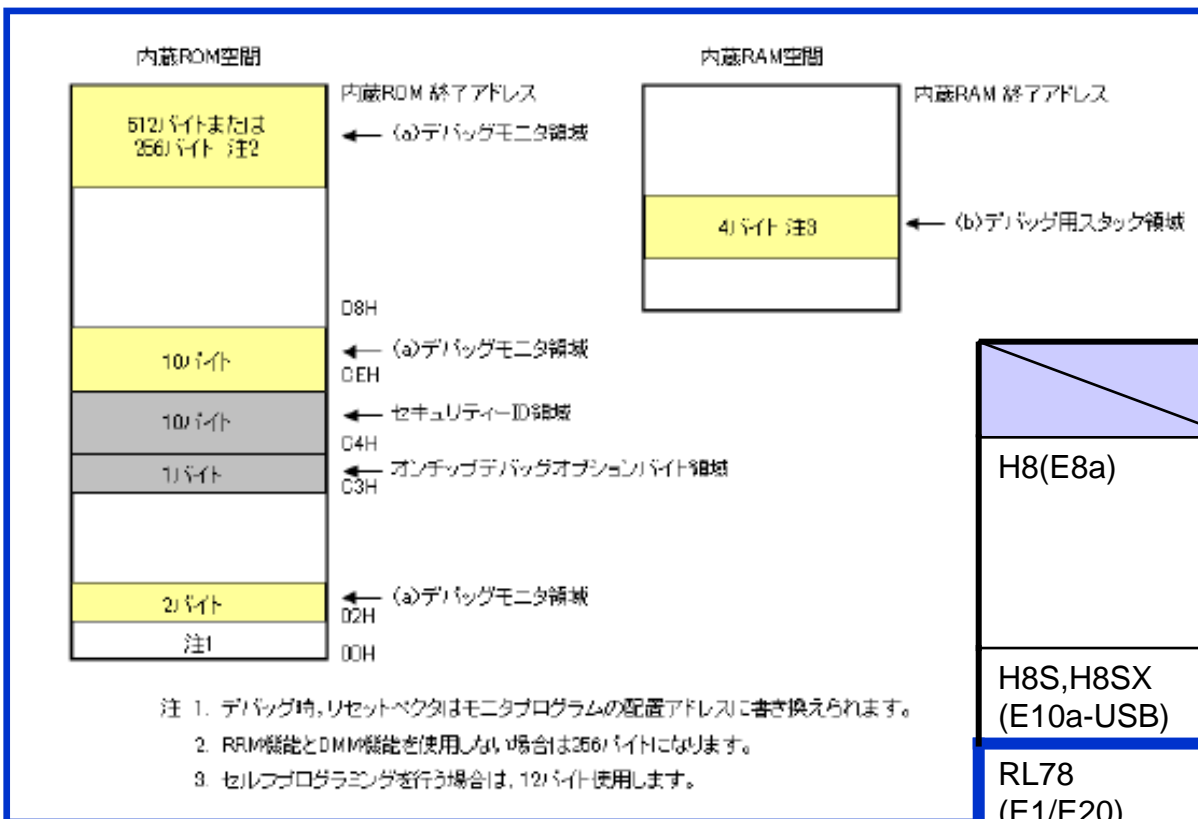 内蔵ROM空間
内蔵ROM 終了アドレス
512バイトまたは
256バイト 注2
(a)デバッグモニタ領域
D8H
10バイト
(a)デバッグモニタ領域
CEH
10バイト
セキュリティーID領域
C4H
1バイト
オンチップデバッグオプションバイト領域
C3H
2バイト
(a)デバッグモニタ領域
02H
注1
00H
内蔵RAM空間
内蔵RAM 終了アドレス
4バイト 注3
(b)デバッグ用スタック領域
注 1. デバッグ時,リセットベクタはモニタプログラムの配置アドレスに書き換えられます。
2. RRM機能とDMM機能を使用しない場合は256バイトになります。
3. セルフプログラミングを行う場合は,12バイト使用します。
H8(E8a)
H8S,H8SX
(E10a-USB)
RL78
(E1/E20)